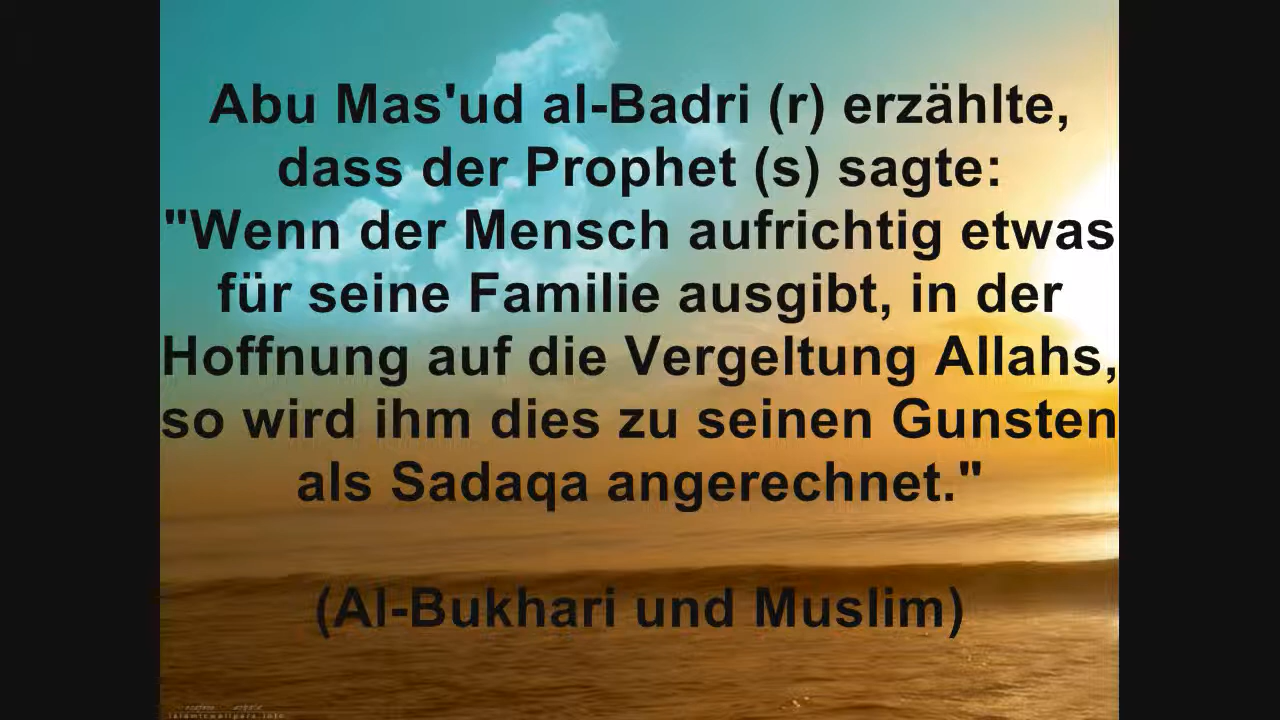 Abu Mas'ud al-Badri (r) erzählte,
dass der Prophet (s) sagte:
"Wenn der Mensch aufrichtig etwas
für seine Familie ausgibt, in der
Hoffnung auf die Vergeltung Allahs,
so wird ihm dies zu seinen Gunsten
als Sadaqa angerechnet."
(Al-Bukhari und Muslim)